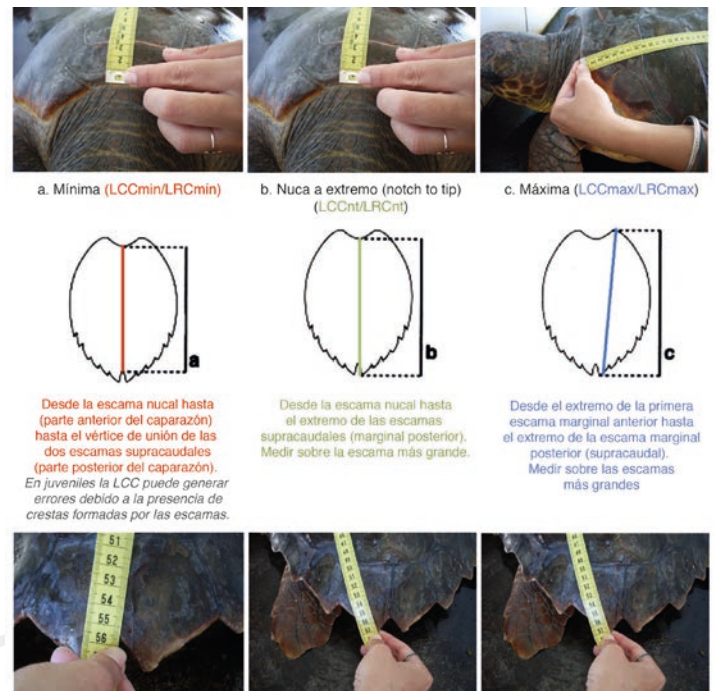 a. Mínima (LCCmin/LRCmin)
b. Nuca a extremo (notch to tip)
(LCCnt/LRCnt)
c. Máxima (LCCmax/LRCmax)
a
b
c
Desde la escama nucal hasta
(parte anterior del caparazón)
hasta el vértice de unión de las
dos escamas supracaudales
(parte posterior del caparazón).
En juveniles la LCC puede generar
errores debido a la presencia de
crestas formadas por las escamas.
Desde la escama nucal hasta
el extremo de las escamas
supracaudales (marginal posterior).
Medir sobre la escama más grande.
Desde el extremo de la primera
escama marginal anterior hasta
el extremo de la escama marginal
posterior (supracaudal).
Medir sobre las escamas
más grandes
51
52
53
54
55
56